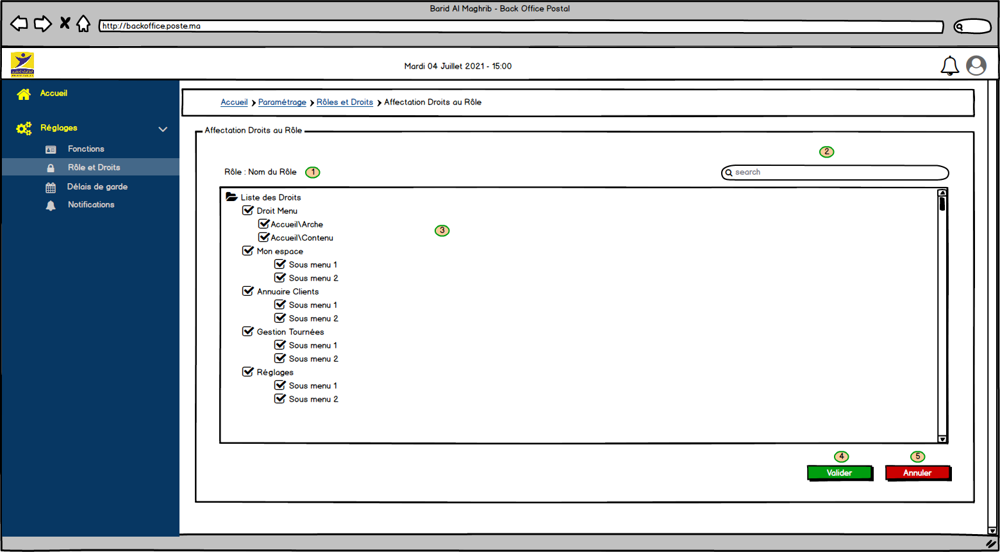 Barid Al Maghrib - Back Office Postal
http://backoffice.poste.ma
Mardi 04 Juillet 2021 - 15:00
Accueil
Réglages
Fonctions
Rôle et Droits
Délais de garde
Notifications
Accueil Paramétrage Rôles et Droits Affectation Droits au Rôle
Affectation Droits au Rôle
2
Rôle : Nom du Rôle 1
search
Liste des Droits
Droit Menu
Accueil\Arche
3
Accueil\Contenu
Mon espace
Sous menu 1
Sous menu 2
Annuaire Clients
Sous menu 1
Sous menu 2
Gestion Tournées
Sous menu 1
Sous menu 2
Réglages
Sous menu 1
Sous menu 2
4 5
Valider Annuler